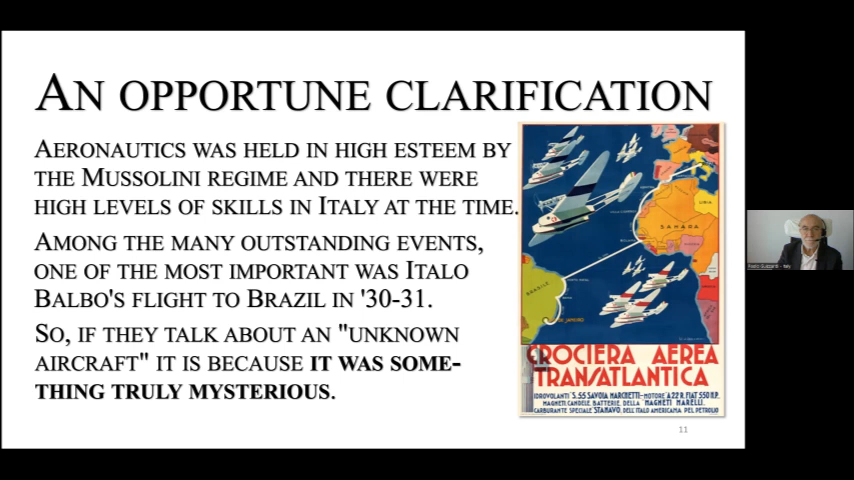 AN OPPORTUNE CLARIFICATION
AERONAUTICS WAS HELD IN HIGH ESTEEM BY
THE MUSSOLINI REGIME AND THERE WERE
HIGH LEVELS OF SKILLS IN ITALY AT THE TIME.
AMONG THE MANY OUTSTANDING EVENTS,
ONE OF THE MOST IMPORTANT WAS ITALO
BALBO'S FLIGHT TO BRAZIL IN '30-31.
SO, IF THEY TALK ABOUT AN "UNKNOWN
AIRCRAFT" IT IS BECAUSE IT WAS SOME-
THING TRULY MYSTERIOUS.
SAHARA
BRASILE
CROCIERA AEREA
TRANSATLANTICA
IDROVOLANTI S.55 SAVOIA MARCHETTI-MOTORE A.22 R. FIAT 550 H.P.
MAGNETI CANDELE BATTERIE DELLA MAGNETI MARELLI.
CARBURANTE SPECIALE STANAVO, DELL'ITALO AMERICANA PEL PETROLIO
11